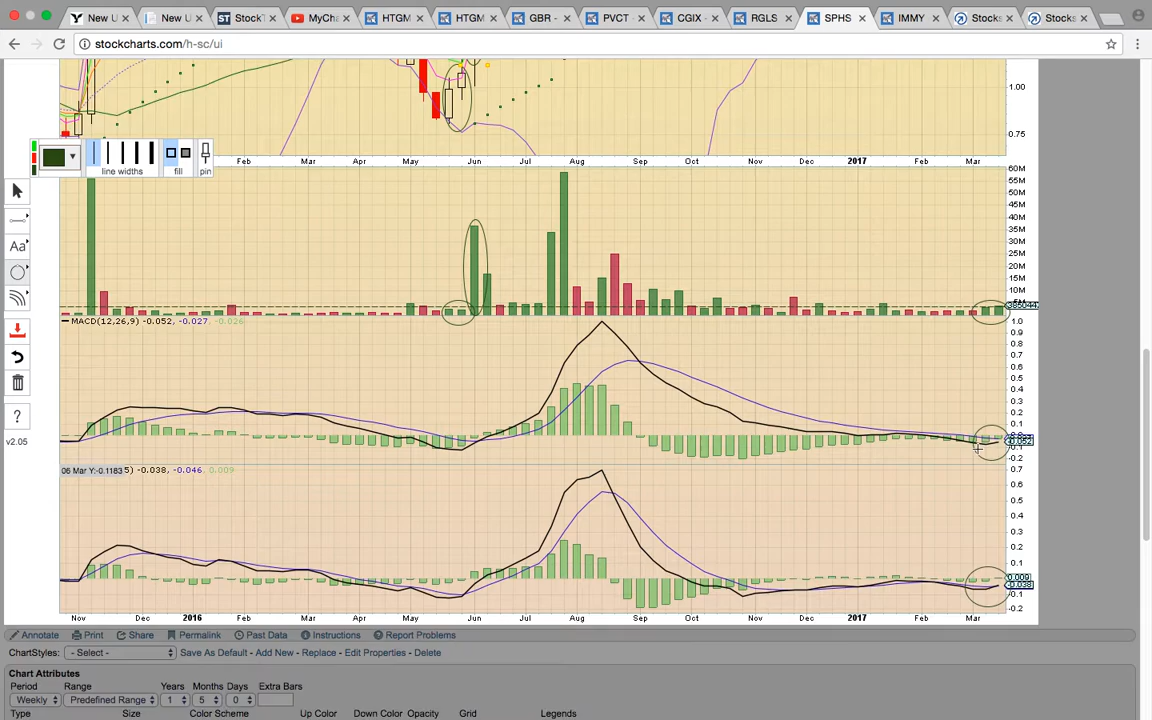 New U
New U
StockT
MyCha
HTGM
HTGM
GBR -
PVCT -
CGIX -
RGLS
SPHS
IMMY
Stocks
Stocks
stockcharts.com/h-sc/ui
1.00
0.75
line widths
fill
pin
Feb Mar Apr May Jun Jul Aug Sep Oct Nov Dec 2017 Feb Mar
60M
55M
50M
45M
40M
35M
30M
25M
20M
15M
10M
Aa
MACD(12,26,9) -0.052, -0.027, -0.026
1.0
0.9
0.8
0.7
0.6
0.5
0.4
0.3
0.2
0.1
-0.052
-0.2
?
v2.05
06 Mar Y:-0.1183 5) -0.038, -0.046, 0.009
0.7
0.6
0.5
0.4
0.3
0.2
0.1
0.009
-0.038
-0.1
-0.2
Nov Dec 2016 Feb Mar Apr May Jun Jul Aug Sep Oct Nov Dec 2017 Feb Mar
Annotate Print Share Permalink Past Data Instructions Report Problems
ChartStyles: - Select - Save As Default - Add New - Replace - Edit Properties - Delete
Chart Attributes
Period Range Years Months Days Extra Bars
Weekly Predefined Range 1 5 0
Type Size Color Scheme Up Color Down Color Opacity Grid Legends